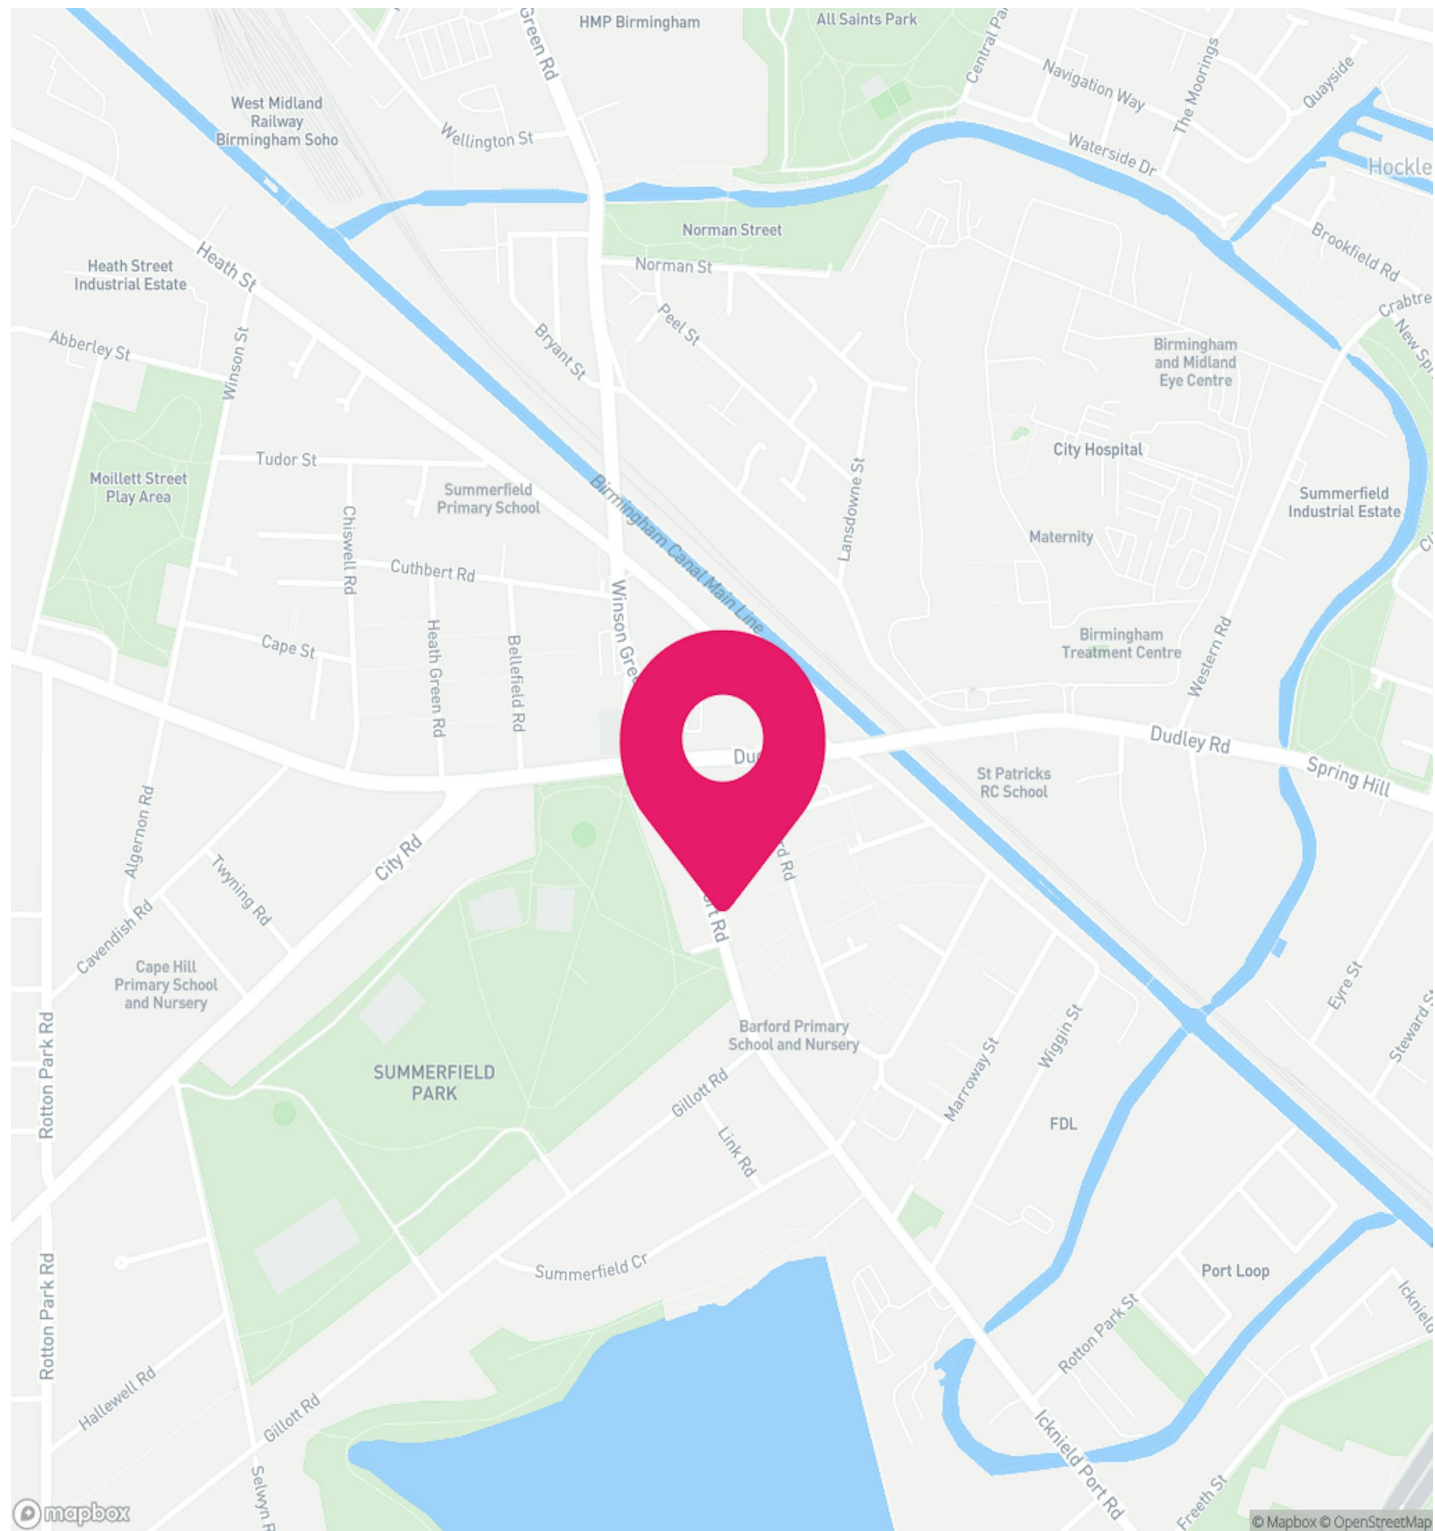 HMP Birmingham
All Saints Park
Green Rd
Central Pa
Navigation Way
The Moorings
Quayside
West Midland
Railway
Birmingham Soho
Wellington St
Waterside Dr
Hockle
Norman Street
Norman St
Brookfield Rd
Heath St
Heath Street
Industrial Estate
Crabtre
New Spri
Peel St
Bryant St
Abberley St
Winson St
Birmingham
and Midland
Eye Centre
Tudor St
City Hospital
Moillett Street
Play Area
Summerfield
Primary School
Birmingham Canal Main Line
Lansdowne St
Summerfield
Industrial Estate
Chiswell Rd
Maternity
Cuthbert Rd
Winson Gree
Heath Green Rd
Bellefield Rd
Cape St
Birmingham
Treatment Centre
Western Rd
Dudley Rd
Spring Hill
St Patricks
RC School
Algernon Rd
City Rd
Twyning Rd
Cavendish Rd
ort Rd
rd Rd
Cape Hill
Primary School
and Nursery
Eyre St
Steward St
Rotton Park Rd
Barford Primary
School and Nursery
Wiggin St
Marroway St
SUMMERFIELD
PARK
Gillott Rd
Link Rd
FDL
Summerfield Cr
Port Loop
Rotton Park St
Icknield
Rotton Park Rd
Hallewell Rd
Gillott Rd
Selwyn R
Icknield Port Rd
Freeth St
mapbox
© Mapbox © OpenStreetMap